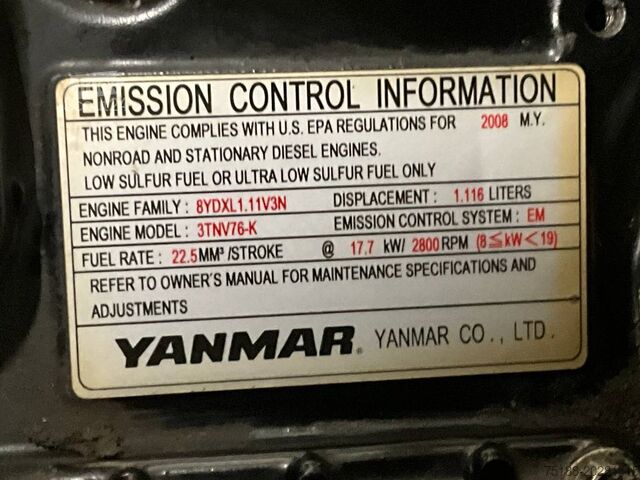 EMISSION CONTROL INFORMATION
THIS ENGINE COMPLIES WITH U.S. EPA REGULATIONS FOR 2008 M.Y.
NONROAD AND STATIONARY DIESEL ENGINES.
LOW SULFUR FUEL OR ULTRA LOW SULFUR FUEL ONLY
ENGINE FAMILY : 8YDXL1.11V3N DISPLACEMENT : 1.116 LITERS
ENGINE MODEL : 3TNV76-K EMISSION CONTROL SYSTEM : EM
FUEL RATE : 22.5MM³/STROKE @ 17.7 kW/ 2800RPM (8≦kW<19)
REFER TO OWNER'S MANUAL FOR MAINTENANCE SPECIFICATIONS AND
ADJUSTMENTS
YANMAR® YANMAR CO., LTD.